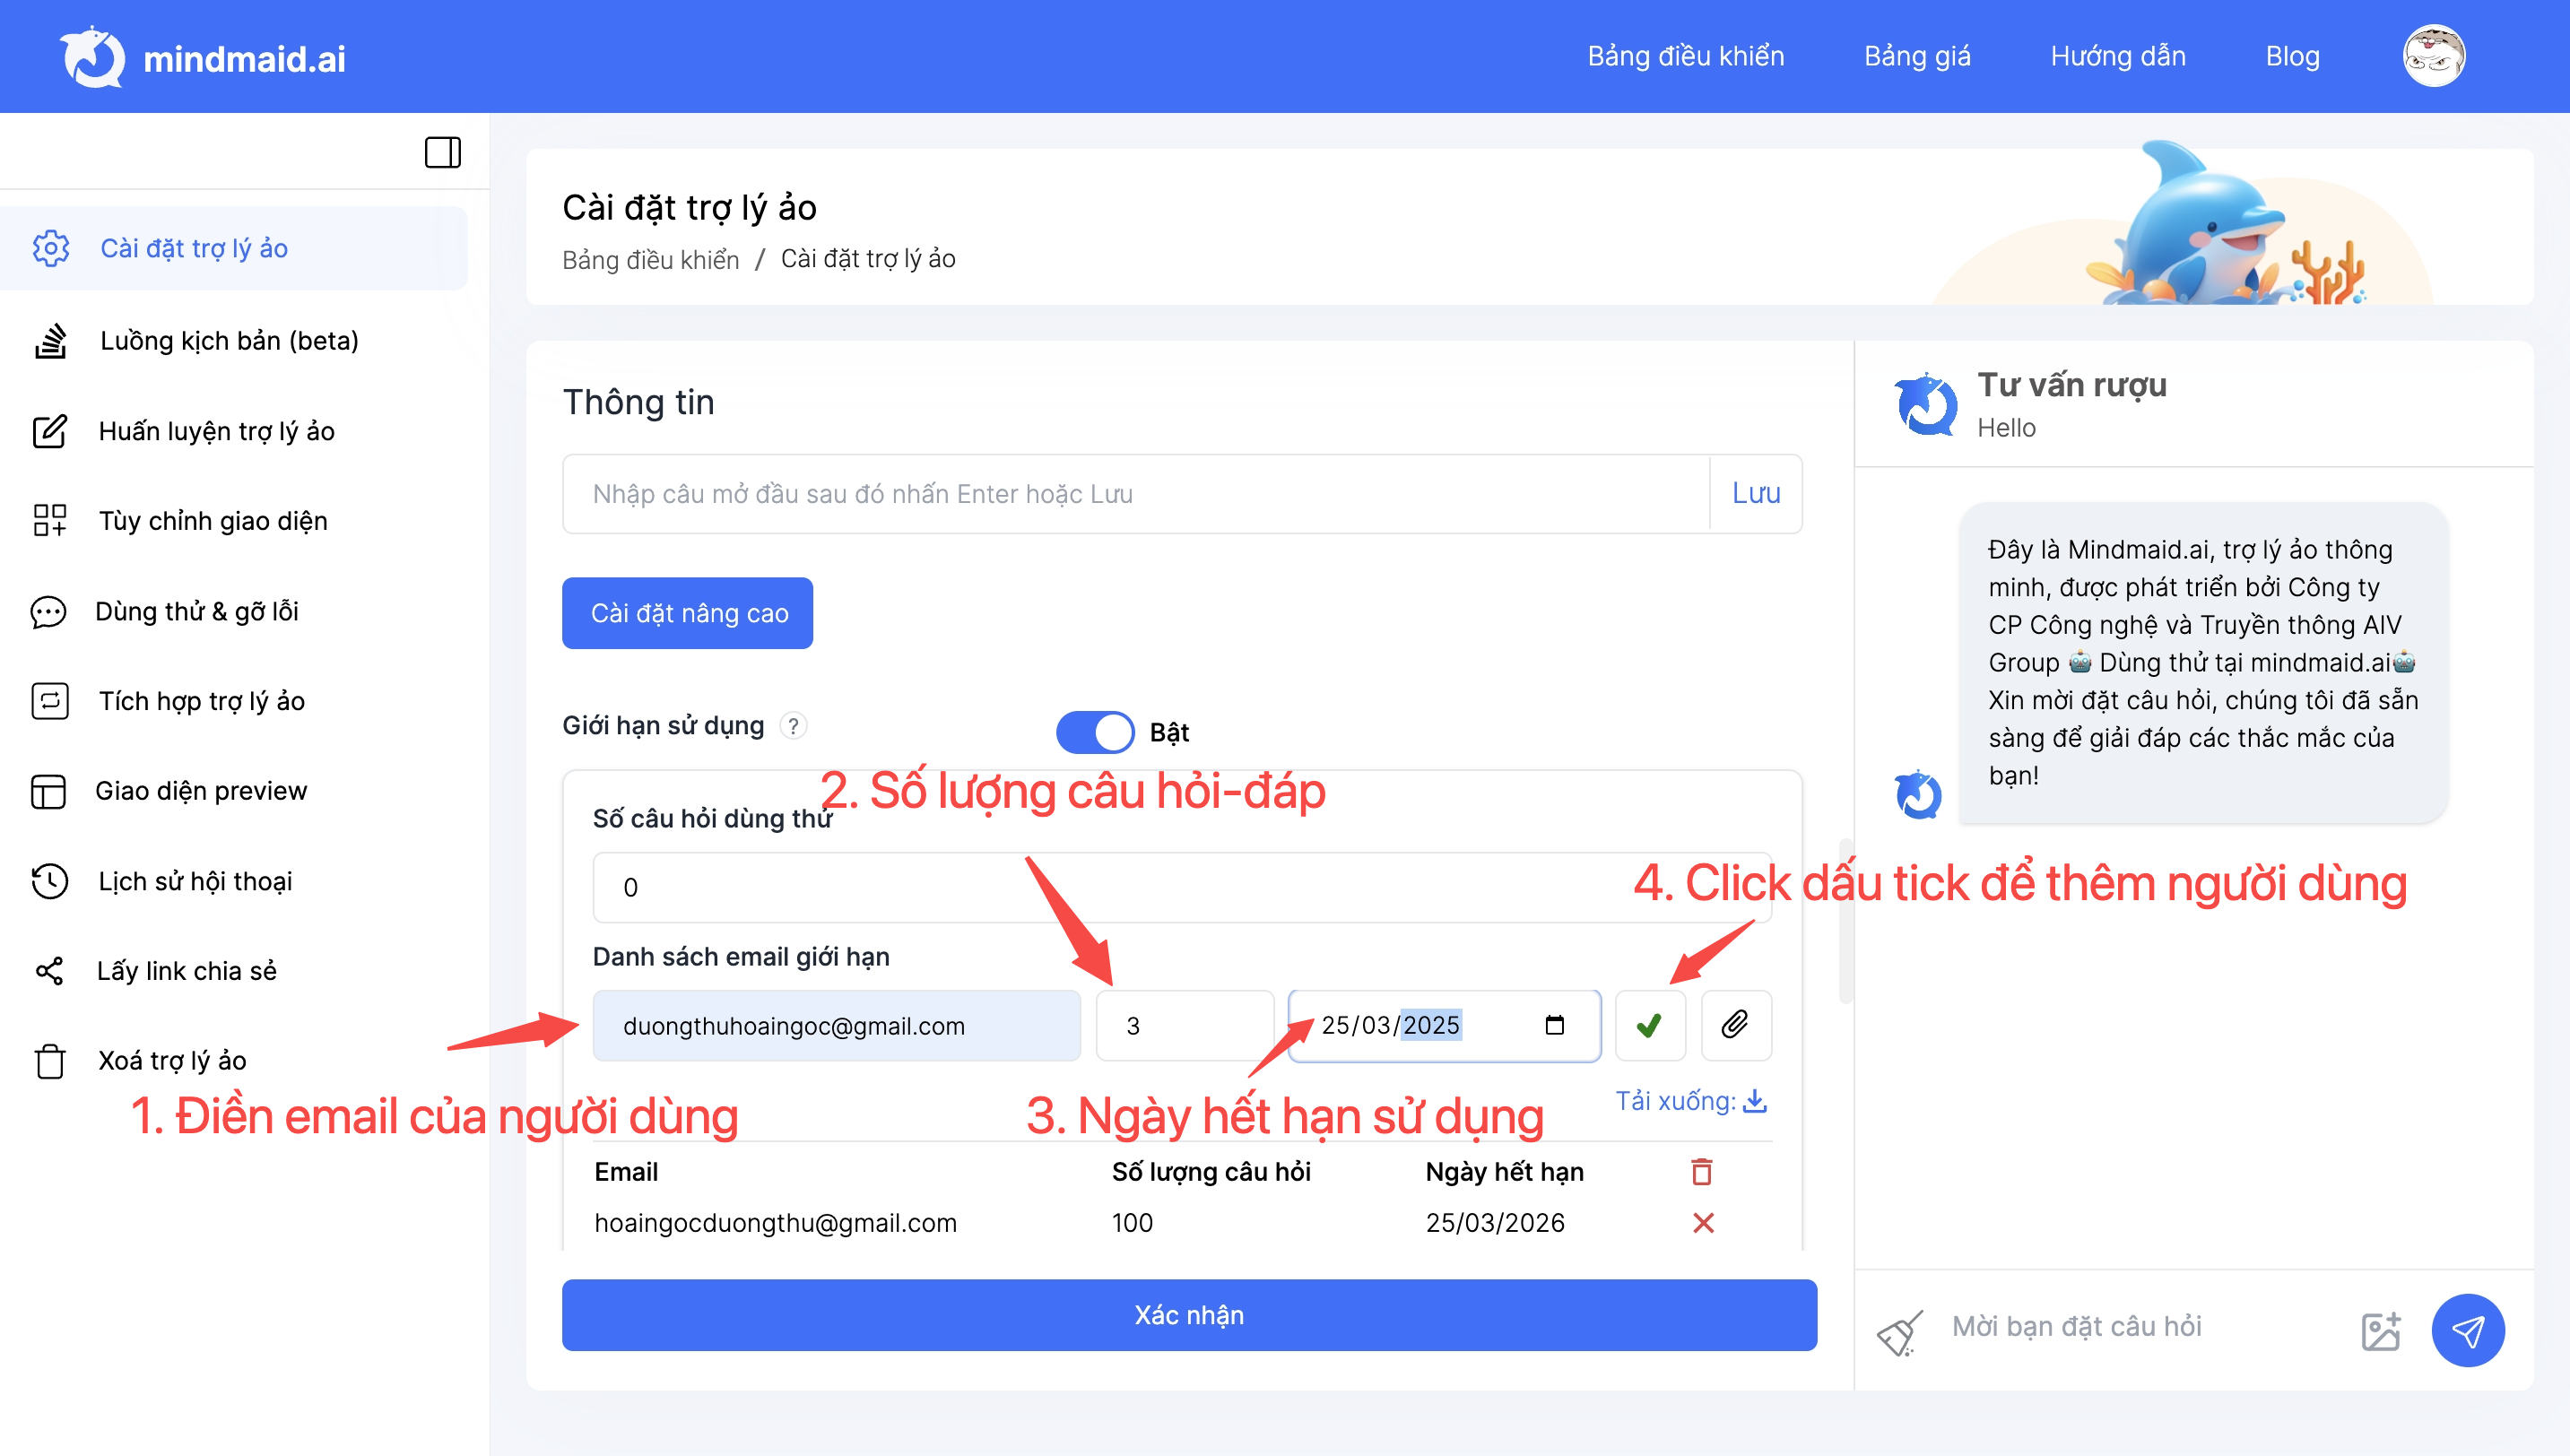 mindmaid.ai
Bảng điều khiển
Bảng giá
Hướng dẫn
Blog
Cài đặt trợ lý ảo
Luồng kịch bản (beta)
Huấn luyện trợ lý ảo
Tùy chỉnh giao diện
Dùng thử & gỡ lỗi
Tích hợp trợ lý ảo
Giao diện preview
Lịch sử hội thoại
Lấy link chia sẻ
Xoá trợ lý ảo
Cài đặt trợ lý ảo
Bảng điều khiển / Cài đặt trợ lý ảo
Thông tin
Nhập câu mở đầu sau đó nhấn Enter hoặc Lưu
Lưu
Cài đặt nâng cao
Giới hạn sử dụng ?
Bật
2. Số lượng câu hỏi-đáp
Số câu hỏi dùng thử
0
4. Click dấu tick để thêm người dùng
Danh sách email giới hạn
duongthuhoaingoc@gmail.com
3
25/03/2025
1. Điền email của người dùng
3. Ngày hết hạn sử dụng
Tải xuống:
Email
Số lượng câu hỏi
Ngày hết hạn
hoaingocduongthu@gmail.com
100
25/03/2026
Xác nhận
Tư vấn rượu
Hello
Đây là Mindmaid.ai, trợ lý ảo thông
minh, được phát triển bởi Công ty
CP Công nghệ và Truyền thông AIV
Group 🤖 Dùng thử tại mindmaid.ai🤖
Xin mời đặt câu hỏi, chúng tôi đã sẵn
sàng để giải đáp các thắc mắc của
bạn!
Mời bạn đặt câu hỏi